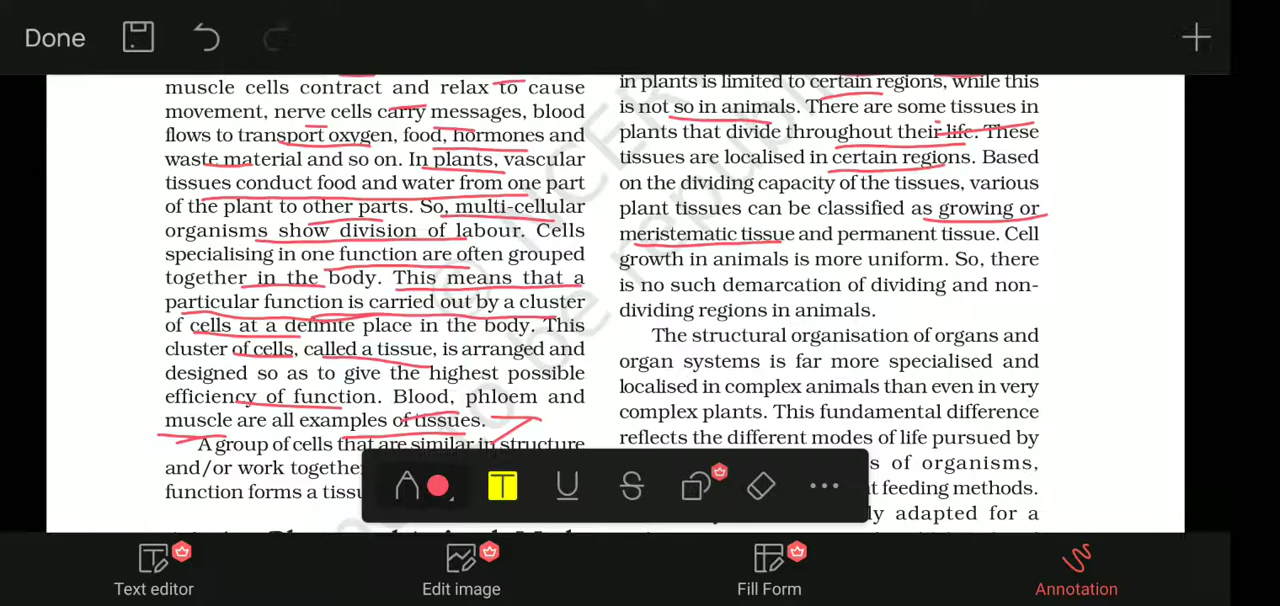 Done
muscle cells contract and relax to cause
movement, nerve cells carry messages, blood
flows to transport oxygen, food, hormones and
waste material and so on. In plants, vascular
tissues conduct food and water from one part
of the plant to other parts. So, multi-cellular
organisms show division of labour. Cells
specialising in one function are often grouped
together in the body. This means that a
particular function is carried out by a cluster
of cells at a definite place in the body. This
cluster of cells, called a tissue, is arranged and
designed so as to give the highest possible
efficiency of function. Blood, phloem and
muscle are all examples of tissues.
A group of cells that are similar in structure
and/or work together
function forms a tissu
in plants is limited to certain regions, while this
is not so in animals. There are some tissues in
plants that divide throughout their life. These
tissues are localised in certain regions. Based
on the dividing capacity of the tissues, various
plant tissues can be classified as growing or
meristematic tissue and permanent tissue. Cell
growth in animals is more uniform. So, there
is no such demarcation of dividing and non-
dividing regions in animals.
The structural organisation of organs and
organ systems is far more specialised and
localised in complex animals than even in very
complex plants. This fundamental difference
reflects the different modes of life pursued by
s of organisms,
t feeding methods.
ly adapted for a
T U S
Text editor
Edit image
Fill Form
Annotation